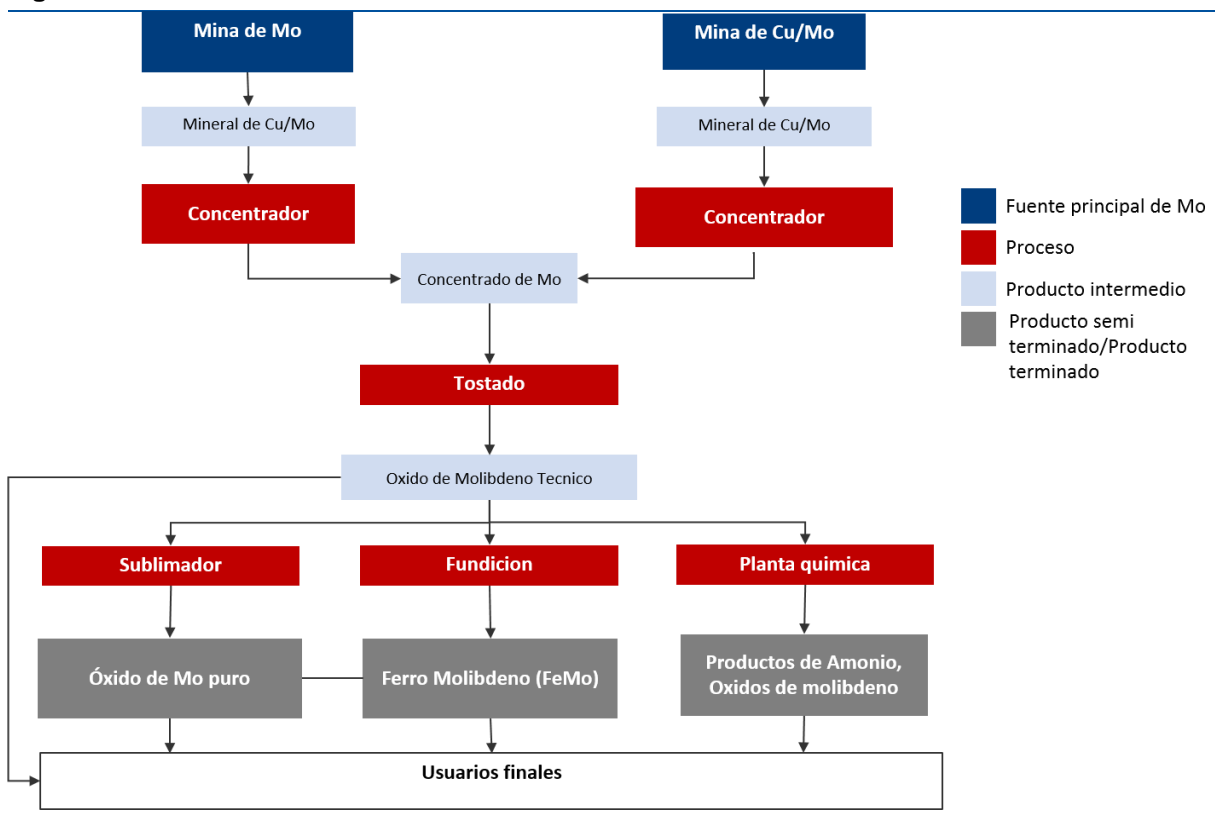 Mina de Mo
Mina de Cu/Mo
Mineral de Cu/Mo
Mineral de Cu/Mo
Concentrador
Concentrador
Concentrado de Mo
Tostado
Oxido de Molibdeno Tecnico
Sublimador
Fundicion
Planta quimica
Óxido de Mo puro
Ferro Molibdeno (FeMo)
Productos de Amonio,
Oxidos de molibdeno
Usuarios finales
Fuente principal de Mo
Proceso
Producto intermedio
Producto semi
terminado/Producto
terminado